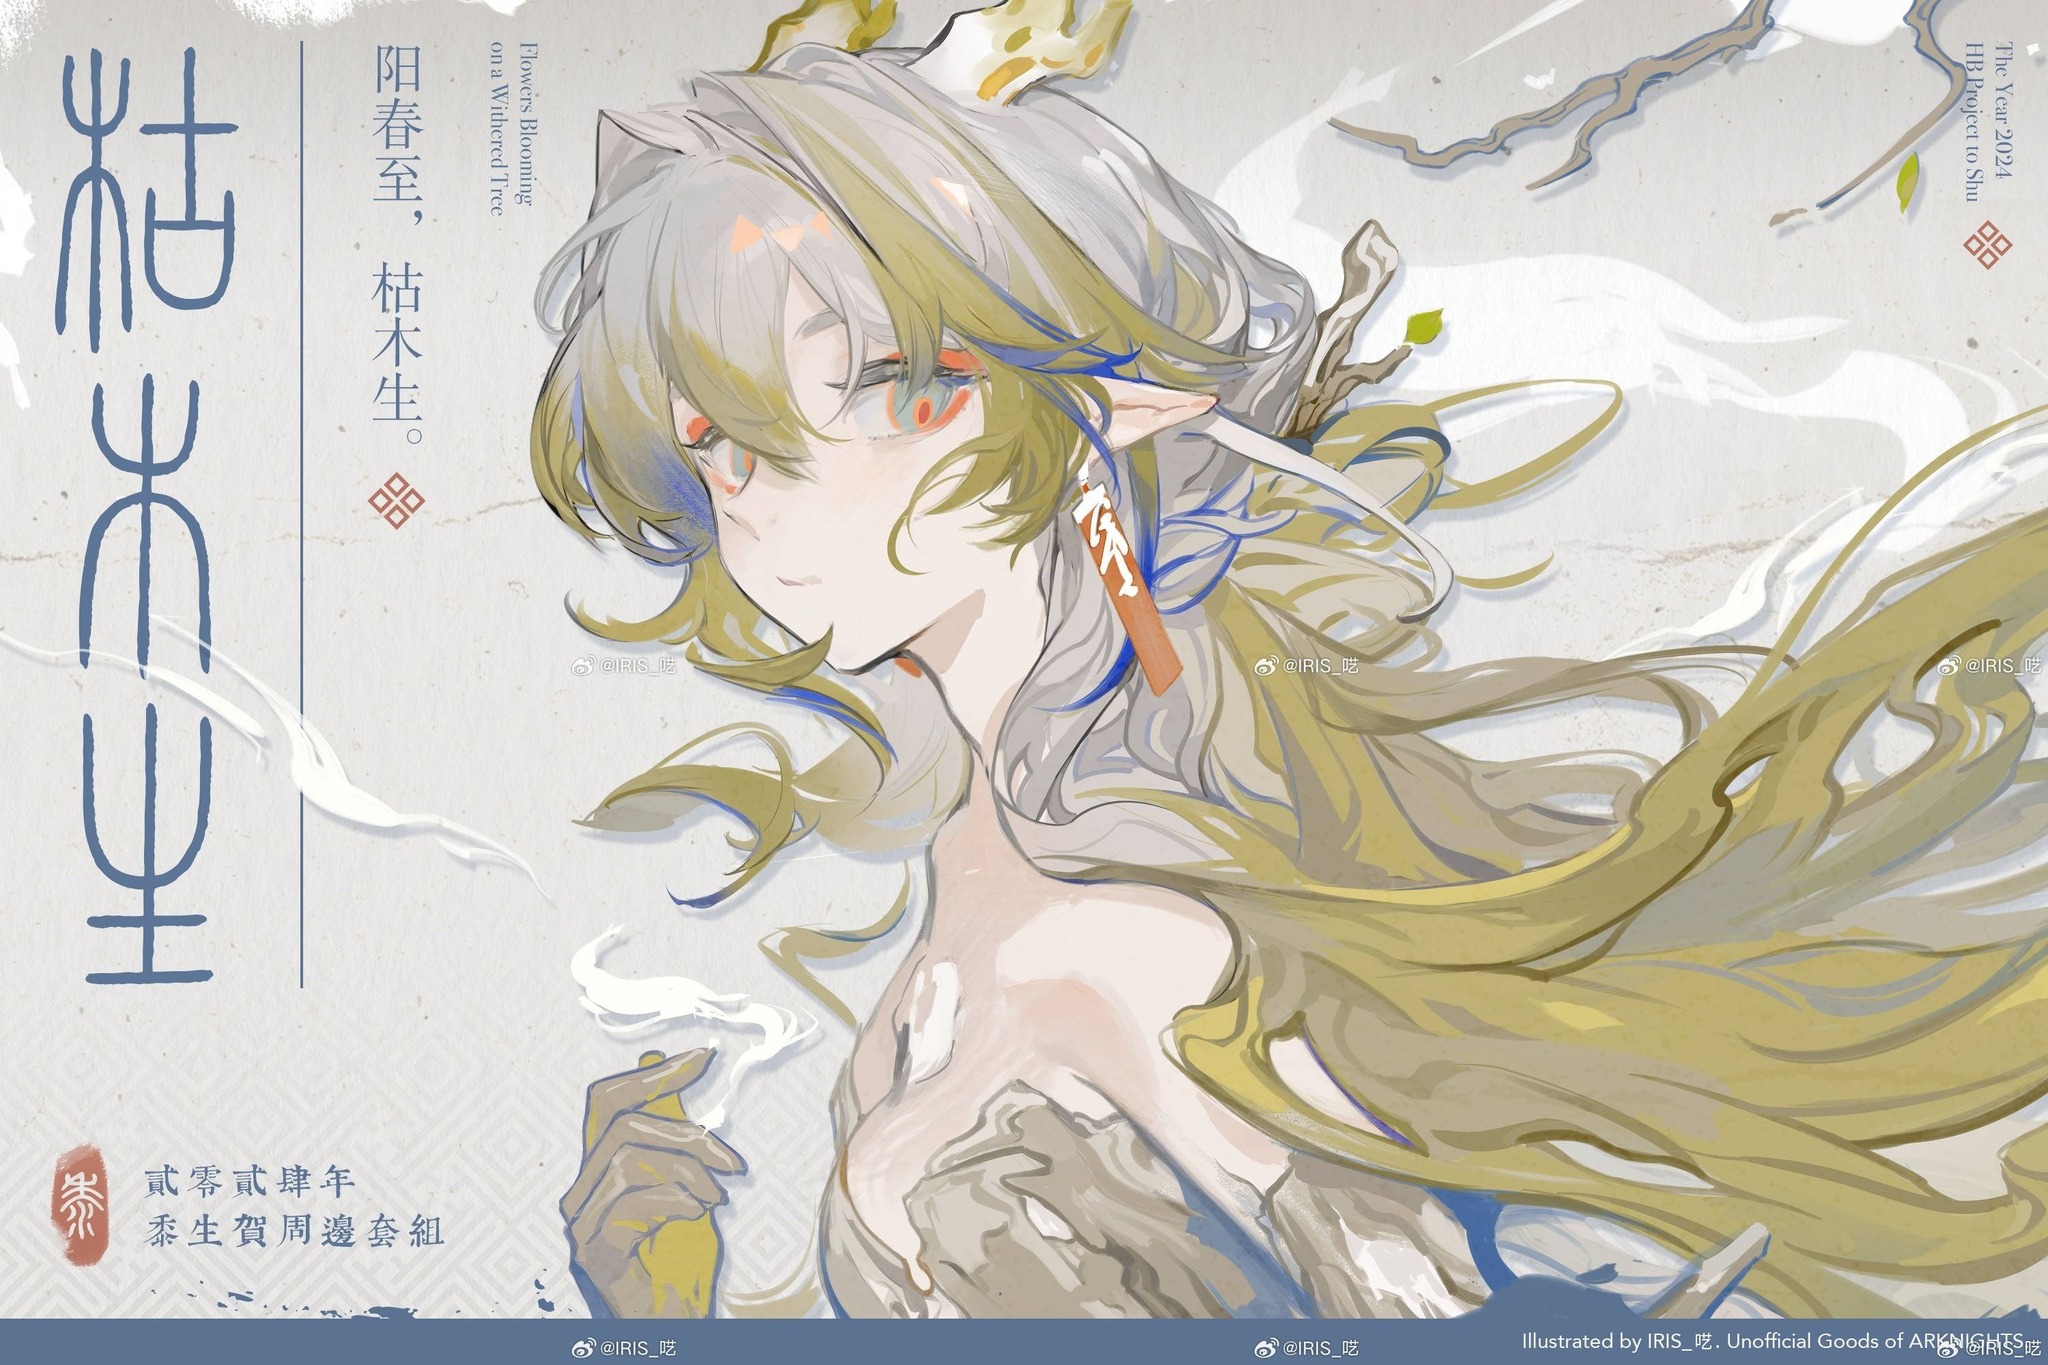 枯木生
阳春至，枯木生。
Flowers Blooming
on a Withered Tree
The Year 2024
HB Project to Shu
黍
貳零貳肆年
黍生賀周邊套組
@IRIS_呓
@IRIS_呓
@IRIS_呓
@IRIS_呓
@IRIS_呓
@IRIS_呓
Illustrated by IRIS_呓. Unofficial Goods of ARKNIGHTS